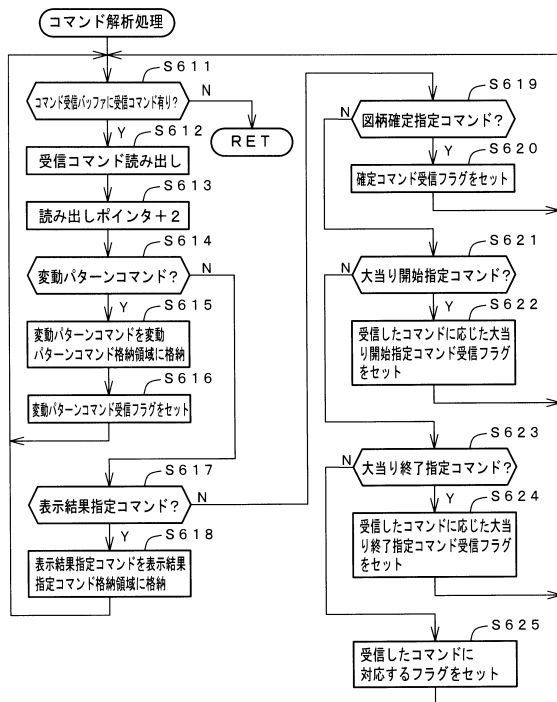 コマンド解析処理
S611
コマンド受信バッファに受信コマンド有り?
N
RET
Y
S612
受信コマンド読み出し
S613
読み出しポインタ+2
S614
変動パターンコマンド?
N
Y
S615
変動パターンコマンドを変動
パターンコマンド格納領域に格納
S616
変動パターンコマンド受信フラグをセット
S617
表示結果指定コマンド?
N
Y
S618
表示結果指定コマンドを表示結果
指定コマンド格納領域に格納
S619
N
図柄確定指定コマンド?
Y
S620
確定コマンド受信フラグをセット
S621
N
大当り開始指定コマンド?
Y
S622
受信したコマンドに応じた大当
り開始指定コマンド受信フラグ
をセット
S623
N
大当り終了指定コマンド?
Y
S624
受信したコマンドに応じた大当
り終了指定コマンド受信フラグ
をセット
S625
受信したコマンドに
対応するフラグをセット